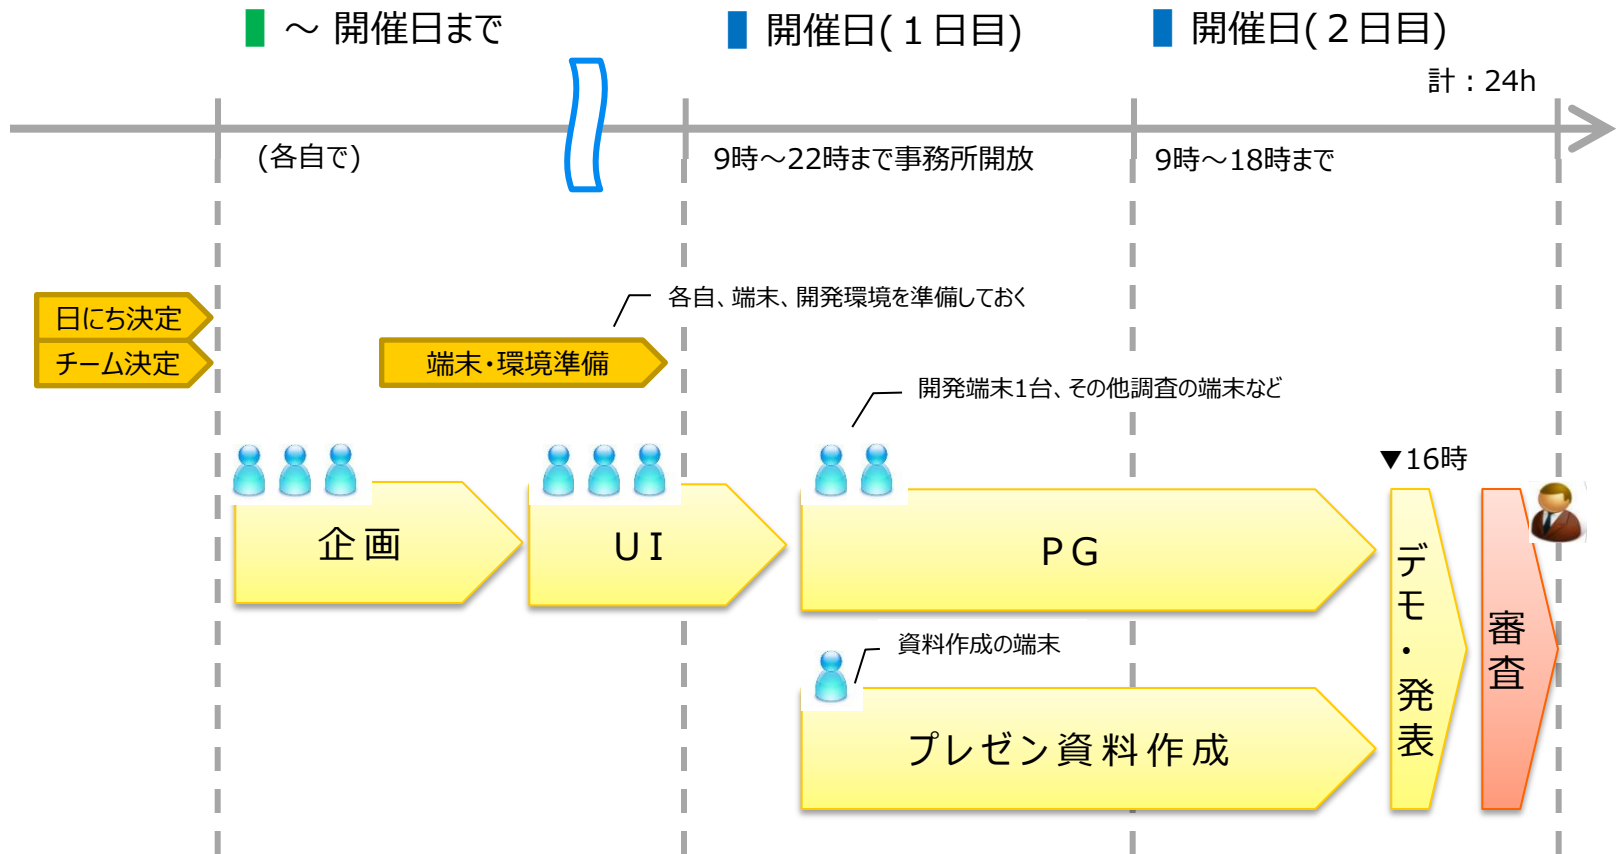 ～ 開催日まで
開催日(１日目)
開催日(２日目)
計：24h
(各自で)
9時～22時まで事務所開放
9時～18時まで
日にち決定
チーム決定
各自、端末、開発環境を準備しておく
端末・環境準備
開発端末1台、その他調査の端末など
▼16時
企画
UI
PG
デモ・発表
審査
資料作成の端末
プレゼン資料作成